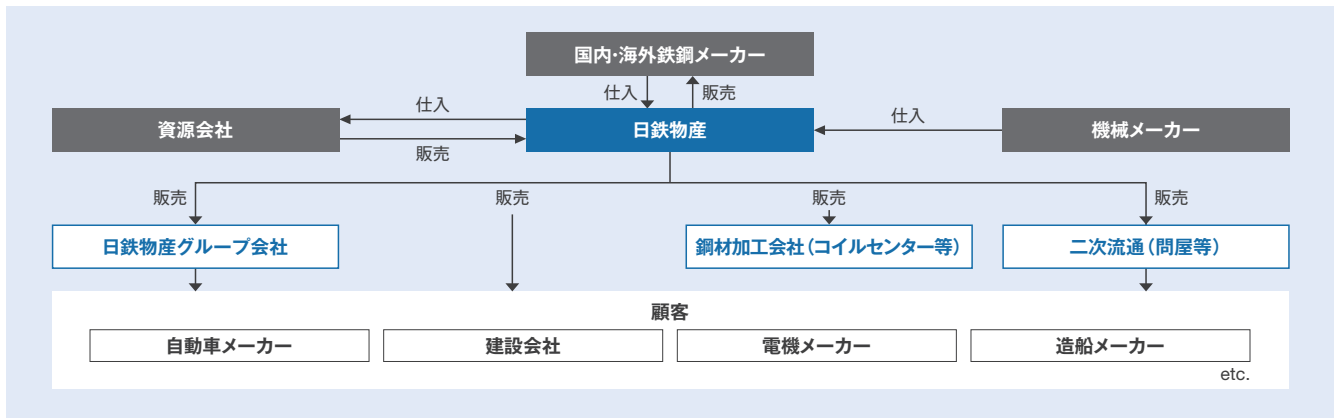 国内･海外鉄鋼メーカー
仕入
販売
仕入
資源会社
日鉄物産
仕入
機械メーカー
販売
販売
販売
販売
販売
日鉄物産グループ会社
鋼材加工会社（コイルセンター等）
二次流通（問屋等）
顧客
自動車メーカー
建設会社
電機メーカー
造船メーカー
etc.